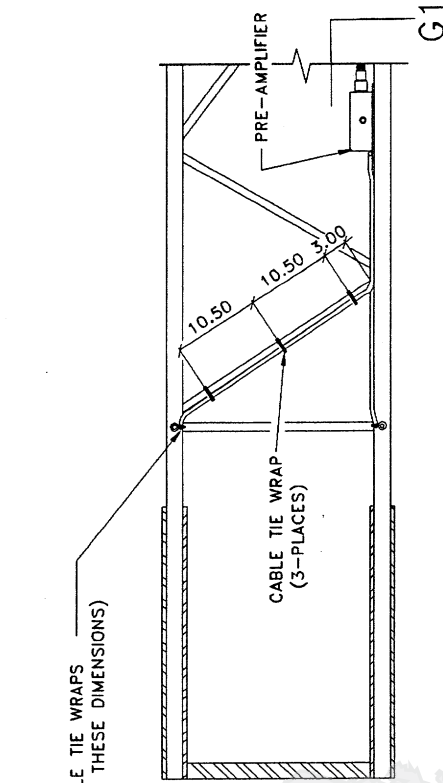 TIE WRAPS
THESE DIMENSIONS)
CABLE TIE WRAP
(3-PLACES)
10.50
10.50
3.00
PRE-AMPLIFIER
G1